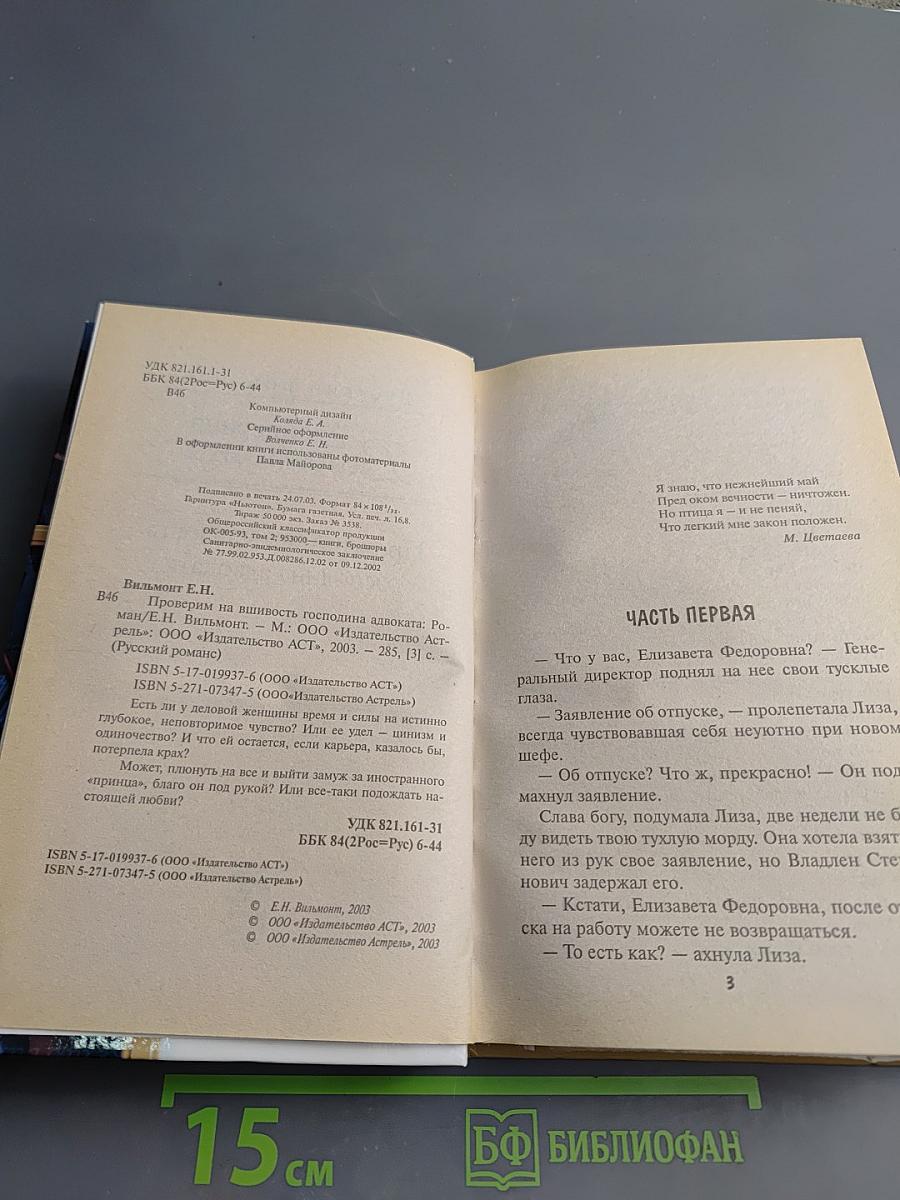 УДК 821.161.1-31
ББК 84(2Рос=Рус) 6-44
В46
Компьютерный дизайн
Коляда Е. А.
Серийное оформление
Волченко Е. Н.
В оформлении книги использованы фотоматериалы
Павла Майорова
Подписано в печать 24.07.03. Формат 84 × 108 1/32.
Гарнитура «Ньютон». Бумага газетная. Усл. печ. л. 16,8.
Тираж 50 000 экз. Заказ № 3538.
Общероссийский классификатор продукции
ОК-005-93, том 2; 953000— книги, брошюры
Санитарно-эпидемиологическое заключение
№ 77.99.02.953.Д.008286.12.02 от 09.12.2002
Вильмонт Е.Н.
В46 Проверим на вшивость господина адвоката: Ро-
ман/Е.Н. Вильмонт. — М.: ООО «Издательство Аст-
рель»: ООО «Издательство АСТ», 2003. — 285, [3] с. —
(Русский романс)
ISBN 5-17-019937-6 (ООО «Издательство АСТ»)
ISBN 5-271-07347-5 (ООО«Издательство Астрель»)
Есть ли у деловой женщины время и силы на истинно
глубокое, неповторимое чувство? Или ее удел — цинизм и
одиночество? И что ей остается, если карьера, казалось бы,
потерпела крах?
Может, плюнуть на все и выйти замуж за иностранного
«принца», благо он под рукой? Или все-таки подождать на-
стоящей любви?
УДК 821.161-31
ББК 84(2Рос=Рус) 6-44
ISBN 5-17-019937-6 (ООО «Издательство АСТ»)
ISBN 5-271-07347-5 (ООО «Издательство Астрель»)
© Е.Н. Вильмонт, 2003
© ООО «Издательство АСТ», 2003
© ООО «Издательство Астрель», 2003
Я знаю, что нежнейший май
Пред оком вечности — ничтожен.
Но птица я — и не пеняй,
Что легкий мне закон положен.
М. Цветаева
ЧАСТЬ ПЕРВАЯ
— Что у вас, Елизавета Федоровна? — Гене-
ральный директор поднял на нее свои тусклые
глаза.
— Заявление об отпуске, — пролепетала Лиза,
всегда чувствовавшая себя неуютно при новом
шефе.
— Об отпуске? Что ж, прекрасно! — Он под
махнул заявление.
Слава богу, подумала Лиза, две недели не б
ду видеть твою тухлую морду. Она хотела взят
него из рук свое заявление, но Владлен Сте
нович задержал его.
— Кстати, Елизавета Федоровна, после от
ска на работу можете не возвращаться.
— То есть как? — ахнула Лиза.
3
15 см
БФ БИБЛИОФАН